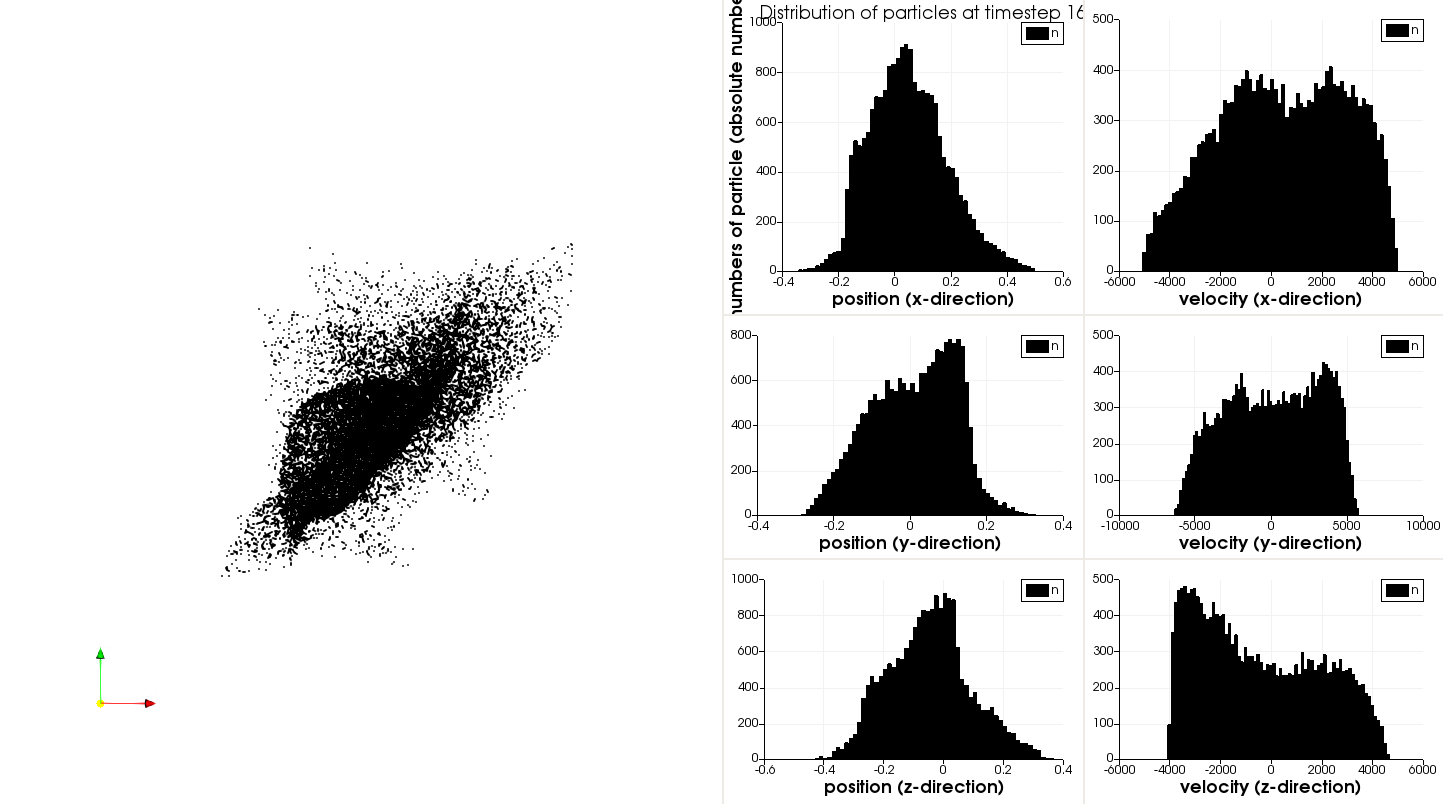 Distribution of particles at timestep 16
numbers of particle (absolute numbe
1000
800
600
400
200
0
-0.4 -0.2 0 0.2 0.4 0.6
position (x-direction)
n
500
400
300
200
100
0
-6000 -4000 -2000 0 2000 4000 6000
velocity (x-direction)
n
800
600
400
200
0
-0.4 -0.2 0 0.2 0.4
position (y-direction)
n
500
400
300
200
100
0
-10000 -5000 0 5000 10000
velocity (y-direction)
n
1000
800
600
400
200
0
-0.6 -0.4 -0.2 0 0.2 0.4
position (z-direction)
n
500
400
300
200
100
0
-6000 -4000 -2000 0 2000 4000 6000
velocity (z-direction)
n